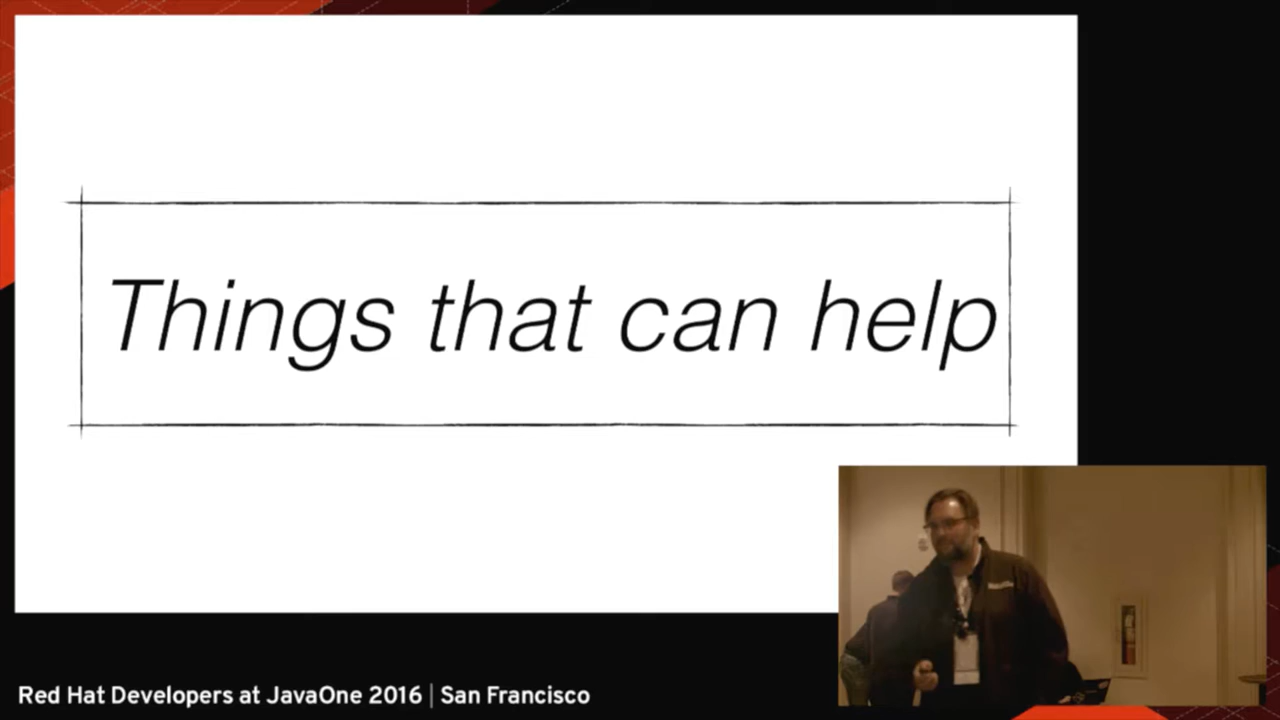 Things that can help
Red Hat Developers at JavaOne 2016 | San Francisco